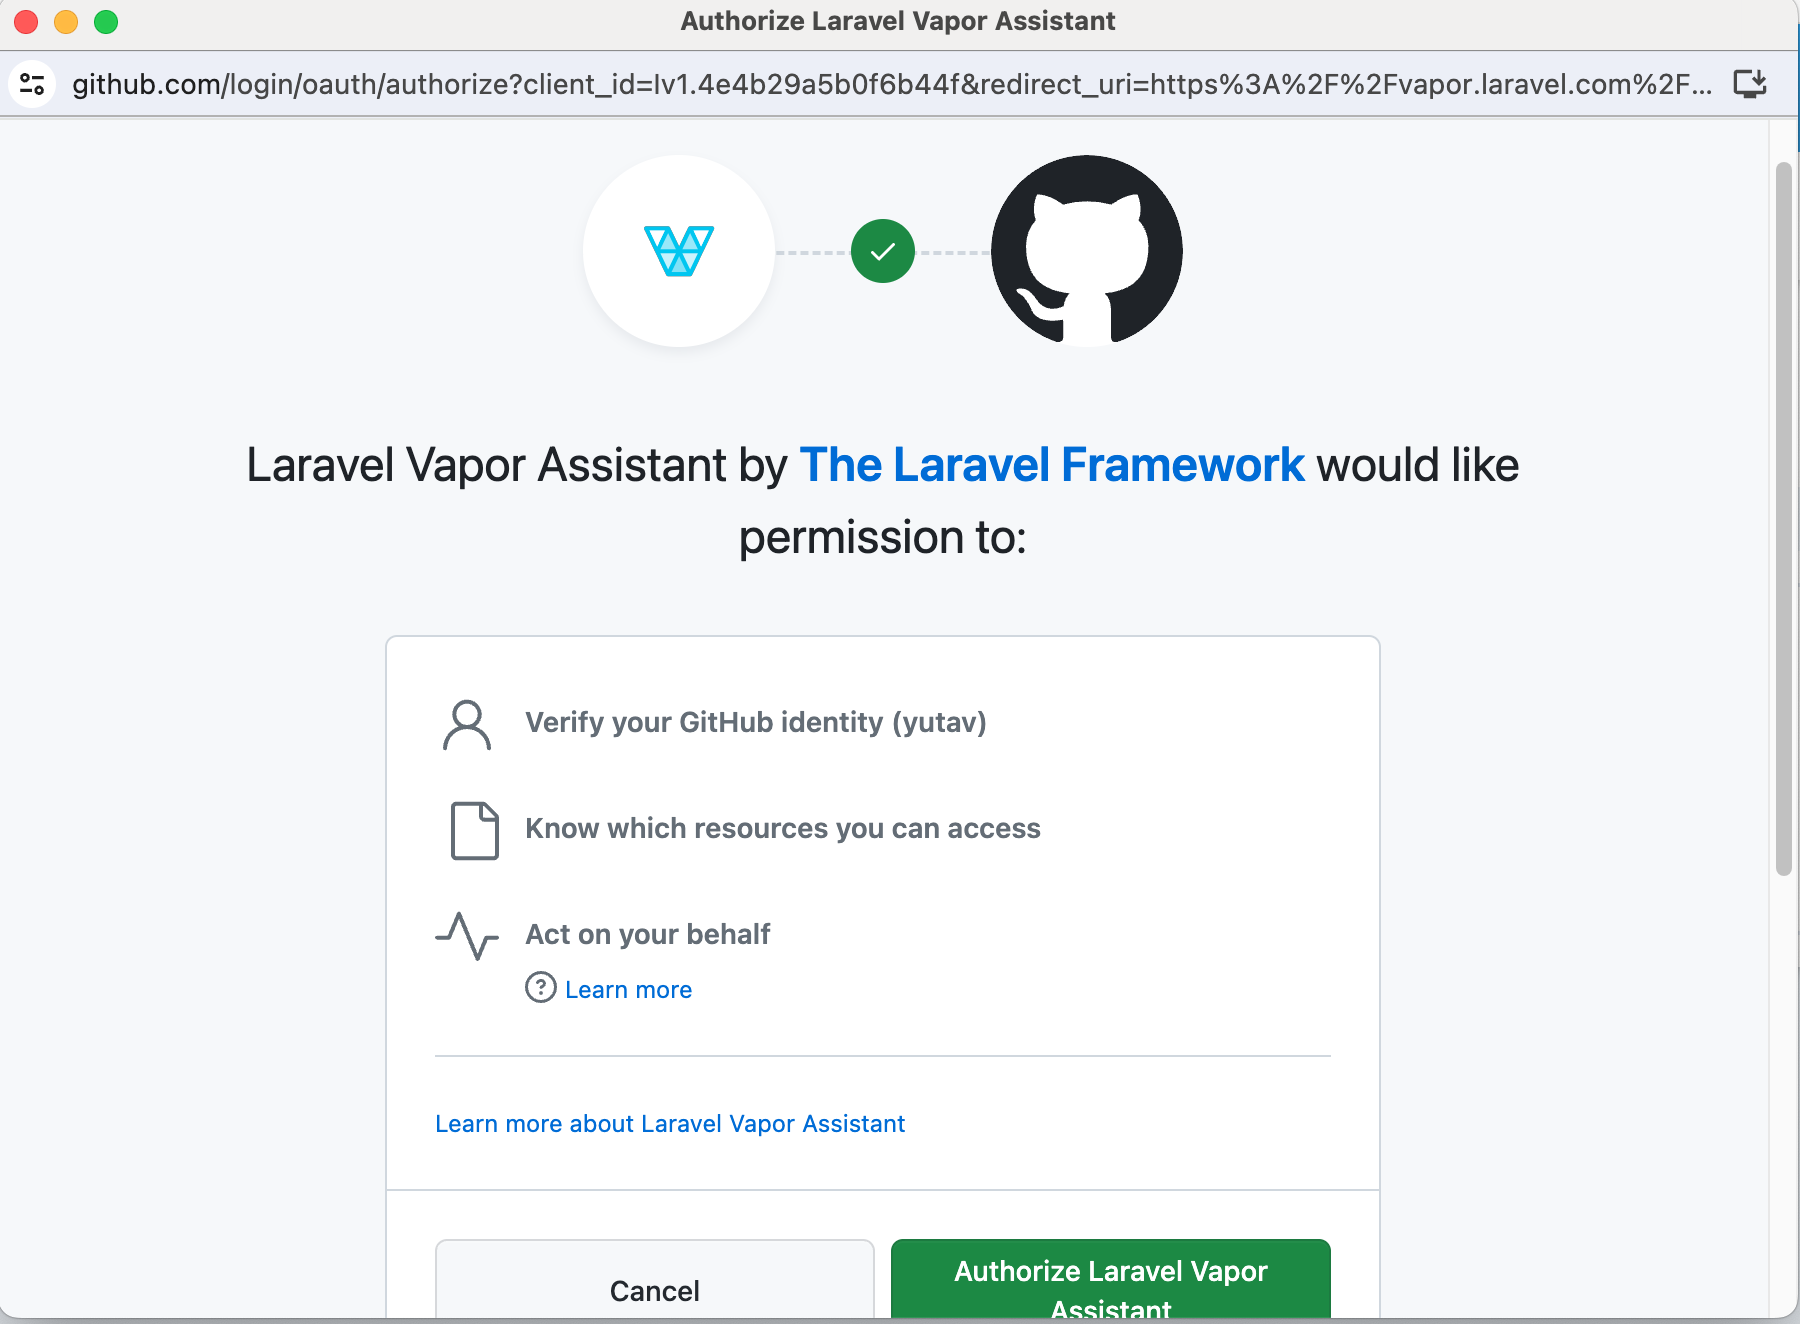 Authorize Laravel Vapor Assistant
github.com/login/oauth/authorize?client_id=Iv1.4e4b29a5b0f6b44f&redirect_uri=https%3A%2F%2Fvapor.laravel.com%2F...
Laravel Vapor Assistant by The Laravel Framework would like
permission to:
Verify your GitHub identity (yutav)
Know which resources you can access
Act on your behalf
? Learn more
Learn more about Laravel Vapor Assistant
Cancel
Authorize Laravel Vapor
Assistant